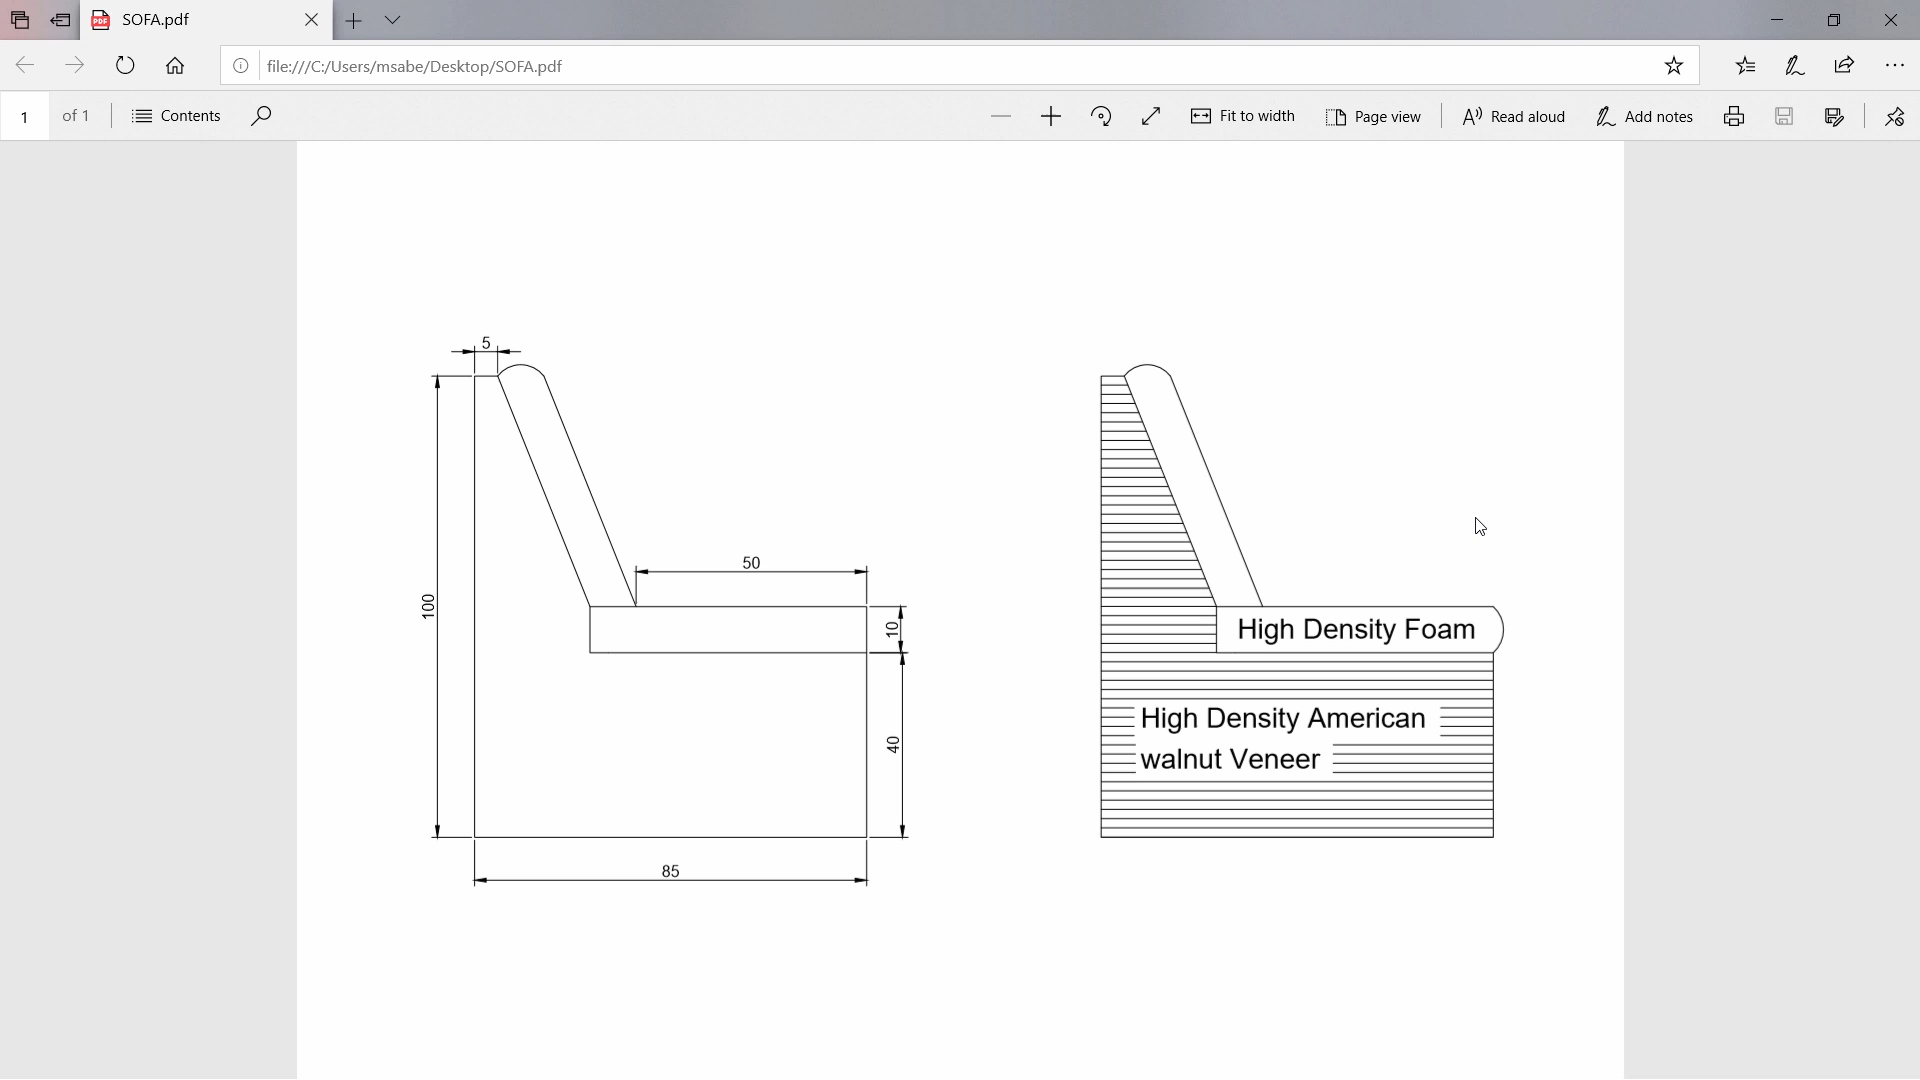 SOFA.pdf
file:///C:/Users/msabe/Desktop/SOFA.pdf
1 of 1 Contents Fit to width Page view Read aloud Add notes
5
50
100
10
40
85
High Density Foam
High Density American
walnut Veneer